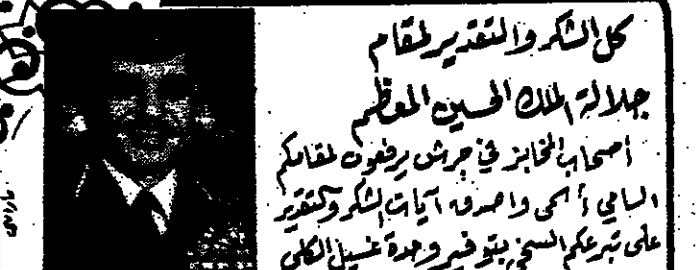 كل الشكر والتقدير لمقام
جلالة الملك الحسين المعظم
أصحاب المخابز في جرش يرفعون لمقامكم
السامي أسمى واصدق آيات الشكر والتقدير
على تبرعكم السخي بتوفير وحدة غسيل الكلى